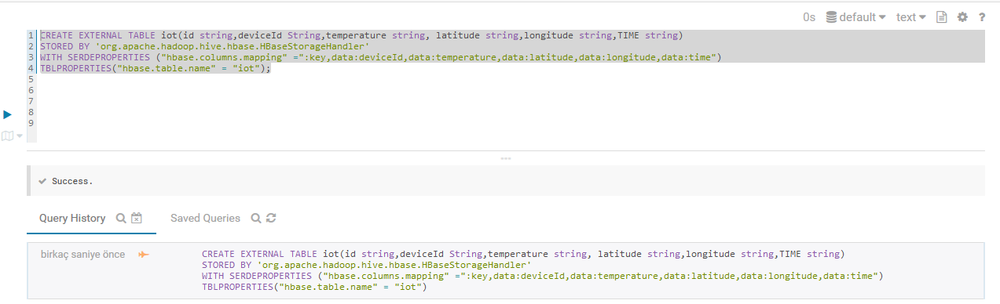 0s default text ?
1 CREATE EXTERNAL TABLE iot(id string,deviceId String,temperature string, latitude string,longitude string,TIME string)
2 STORED BY 'org.apache.hadoop.hive.hbase.HBaseStorageHandler'
3 WITH SERDEPROPERTIES ("hbase.columns.mapping" =":key,data:deviceId,data:temperature,data:latitude,data:longitude,data:time")
4 TBLPROPERTIES("hbase.table.name" = "iot");
5
6
7
8
9
Success.
Query History Saved Queries
birkaç saniye önce CREATE EXTERNAL TABLE iot(id string,deviceId String,temperature string, latitude string,longitude string,TIME string)
STORED BY 'org.apache.hadoop.hive.hbase.HBaseStorageHandler'
WITH SERDEPROPERTIES ("hbase.columns.mapping" =":key,data:deviceId,data:temperature,data:latitude,data:longitude,data:time")
TBLPROPERTIES("hbase.table.name" = "iot")